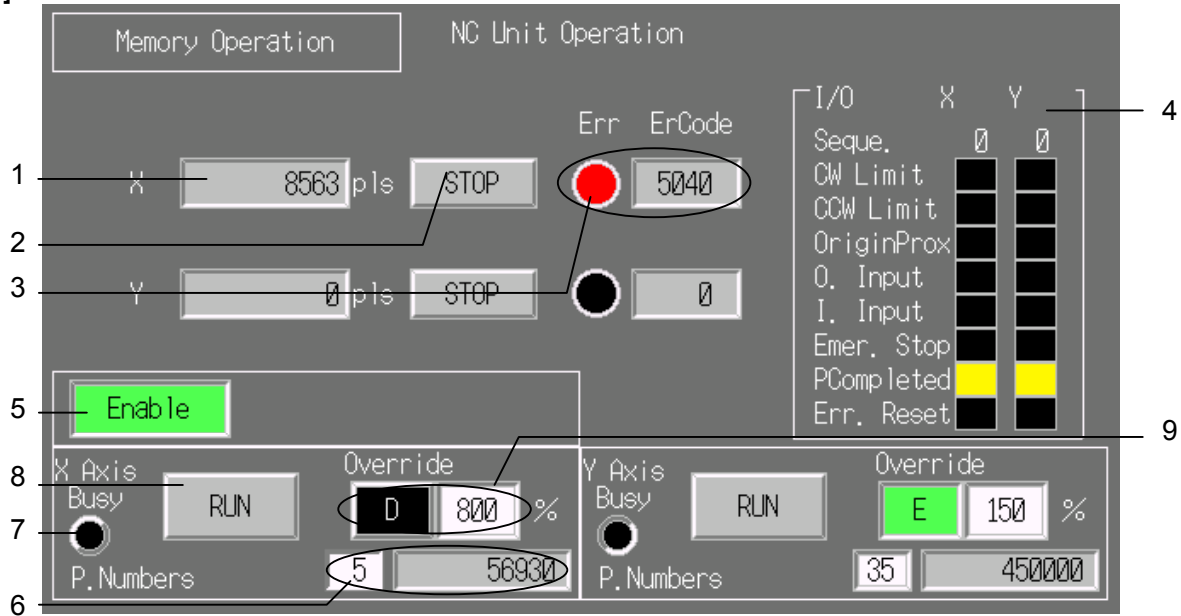 ]
Memory Operation NC Unit Operation
I/O X Y 4
Err ErCode
Seque. 0 0
1 X 8563 pls STOP 5040
CW Limit
CCW Limit
2
OriginProx
3 Y 0 pls STOP 0
O. Input
I. Input
Emer. Stop
PCompleted
5 Enable
Err. Reset
9
X Axis Override Y Axis Override
8 Busy RUN D 800 % Busy RUN E 150 %
7
P.Numbers 5 56930 P.Numbers 35 450000
6